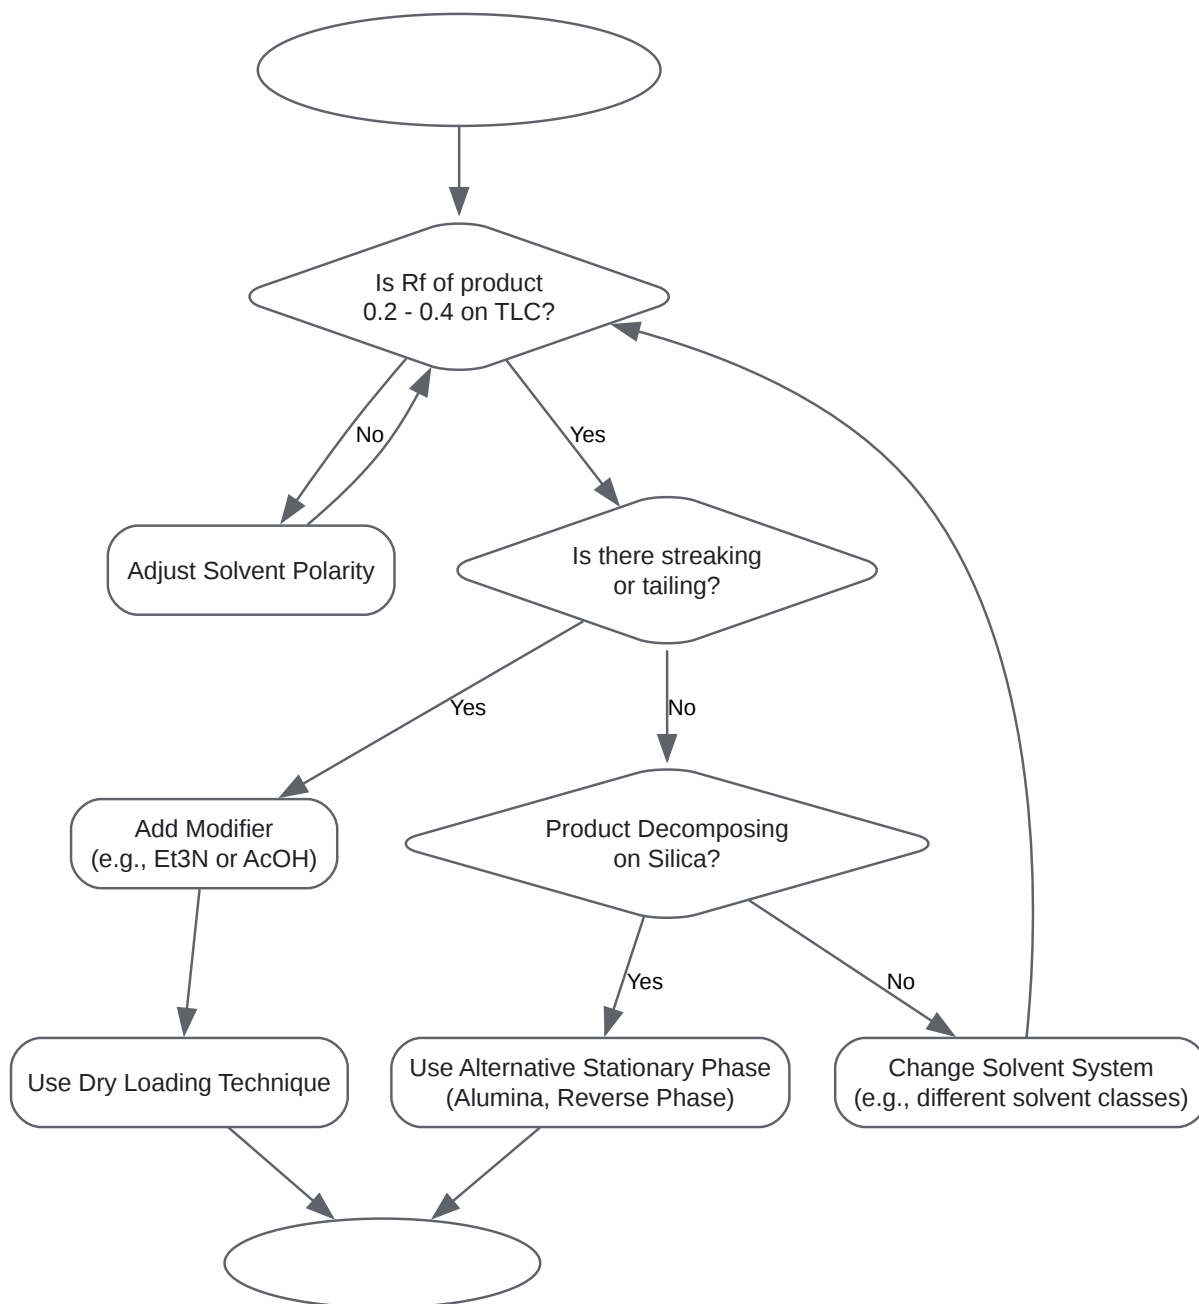 Is Rf of product
0.2 - 0.4 on TLC?
No
Yes
Adjust Solvent Polarity
Is there streaking
or tailing?
Yes
No
Add Modifier
(e.g., Et3N or AcOH)
Product Decomposing
on Silica?
Yes
No
Use Dry Loading Technique
Use Alternative Stationary Phase
(Alumina, Reverse Phase)
Change Solvent System
(e.g., different solvent classes)